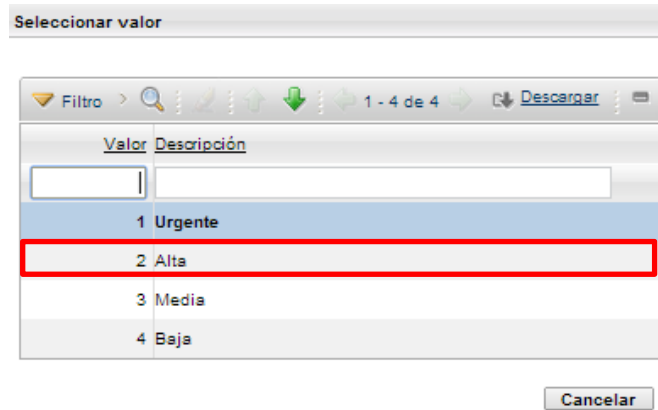 Seleccionar valor
Filtro 1 - 4 de 4 Descargar
Valor Descripción
1 Urgente
2 Alta
3 Media
4 Baja
Cancelar